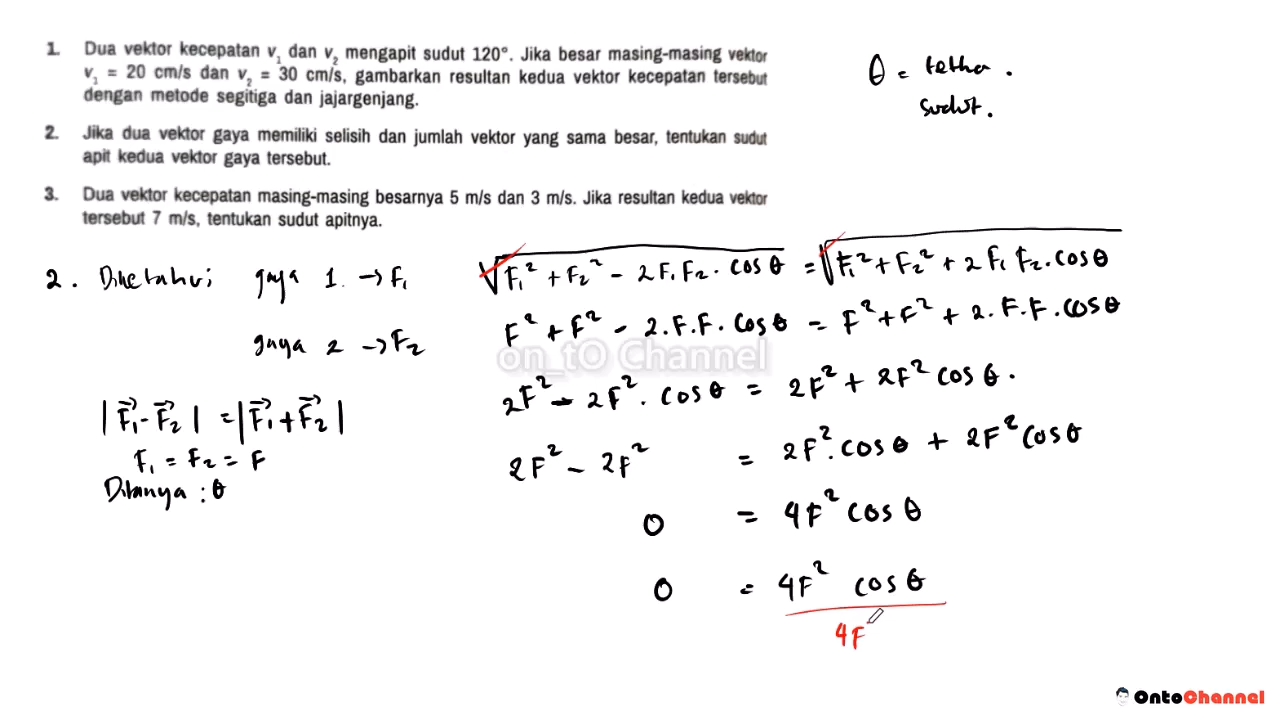 1. Dua vektor kecepatan v₁ dan v₂ mengapit sudut 120°. Jika besar masing-masing vektor
v₁ = 20 cm/s dan v₂ = 30 cm/s, gambarkan resultan kedua vektor kecepatan tersebut
dengan metode segitiga dan jajargenjang.
2. Jika dua vektor gaya memiliki selisih dan jumlah vektor yang sama besar, tentukan sudut
apit kedua vektor gaya tersebut.
3. Dua vektor kecepatan masing-masing besarnya 5 m/s dan 3 m/s. Jika resultan kedua vektor
tersebut 7 m/s, tentukan sudut apitnya.
θ = tetha.
sudut.
2. Diketahui gaya 1 → F₁
gaya 2 → F₂
|F⃗₁ - F⃗₂| = |F⃗₁ + F⃗₂|
F₁ = F₂ = F
Ditanya : θ
√F₁² + F₂² - 2F₁F₂ . cos θ = √F₁² + F₂² + 2 F₁ F₂ . cos θ
F² + F² - 2.F.F. cos θ = F² + F² + 2.F.F. cos θ
on_tO Channel
2F² - 2F² . cos θ = 2F² + 2F² cos θ.
2F² - 2F² = 2F² . cos θ + 2F² cos θ
0 = 4F² cos θ
0 = 4F² cos θ
4F
OntoChannel